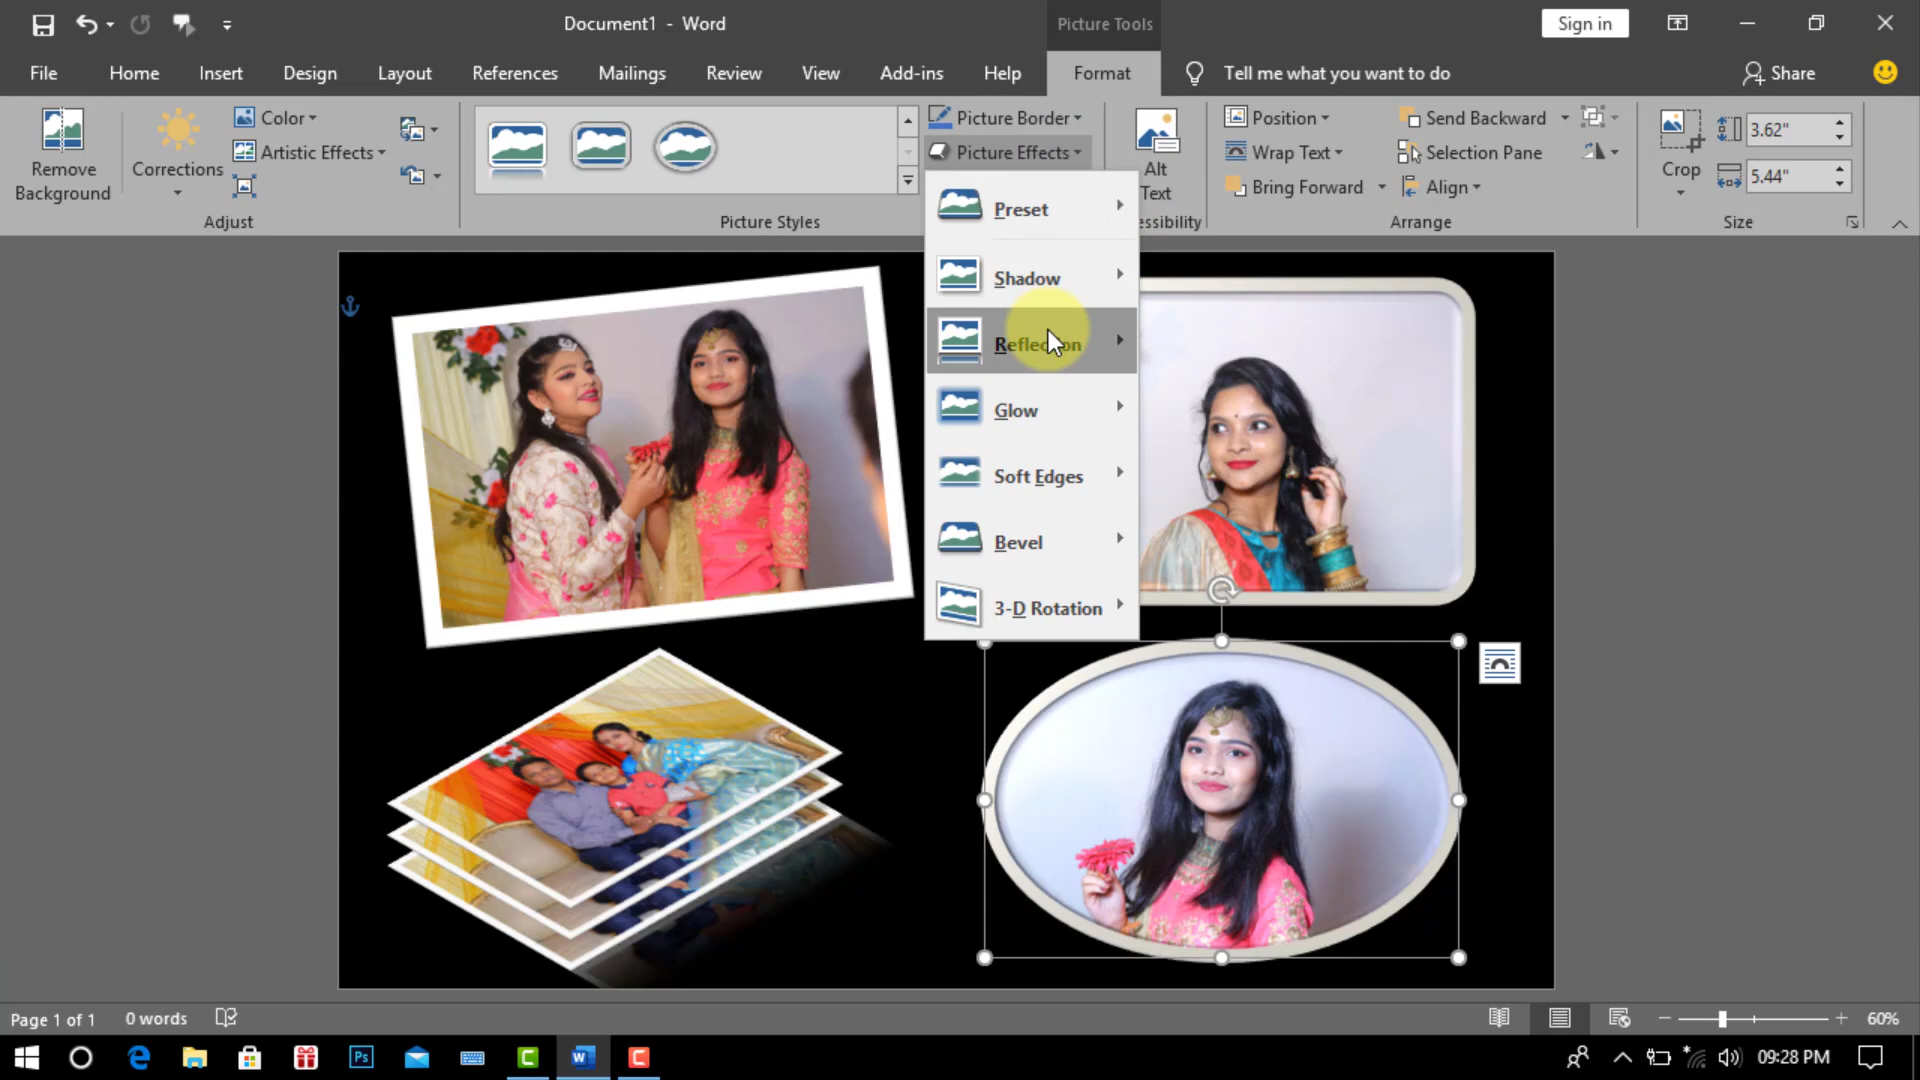 Document1 - Word
Picture Tools
Sign in
File
Home
Insert
Design
Layout
References
Mailings
Review
View
Add-ins
Help
Format
Tell me what you want to do
Share
Remove
Background
Corrections
Color
Artistic Effects
Adjust
Picture Styles
Picture Border
Picture Effects
Alt
Text
ssibility
Position
Wrap Text
Bring Forward
Send Backward
Selection Pane
Align
Arrange
Crop
3.62"
5.44"
Size
Preset
Shadow
Reflection
Glow
Soft Edges
Bevel
3-D Rotation
Page 1 of 1
0 words
60%
Ps
09:28 PM